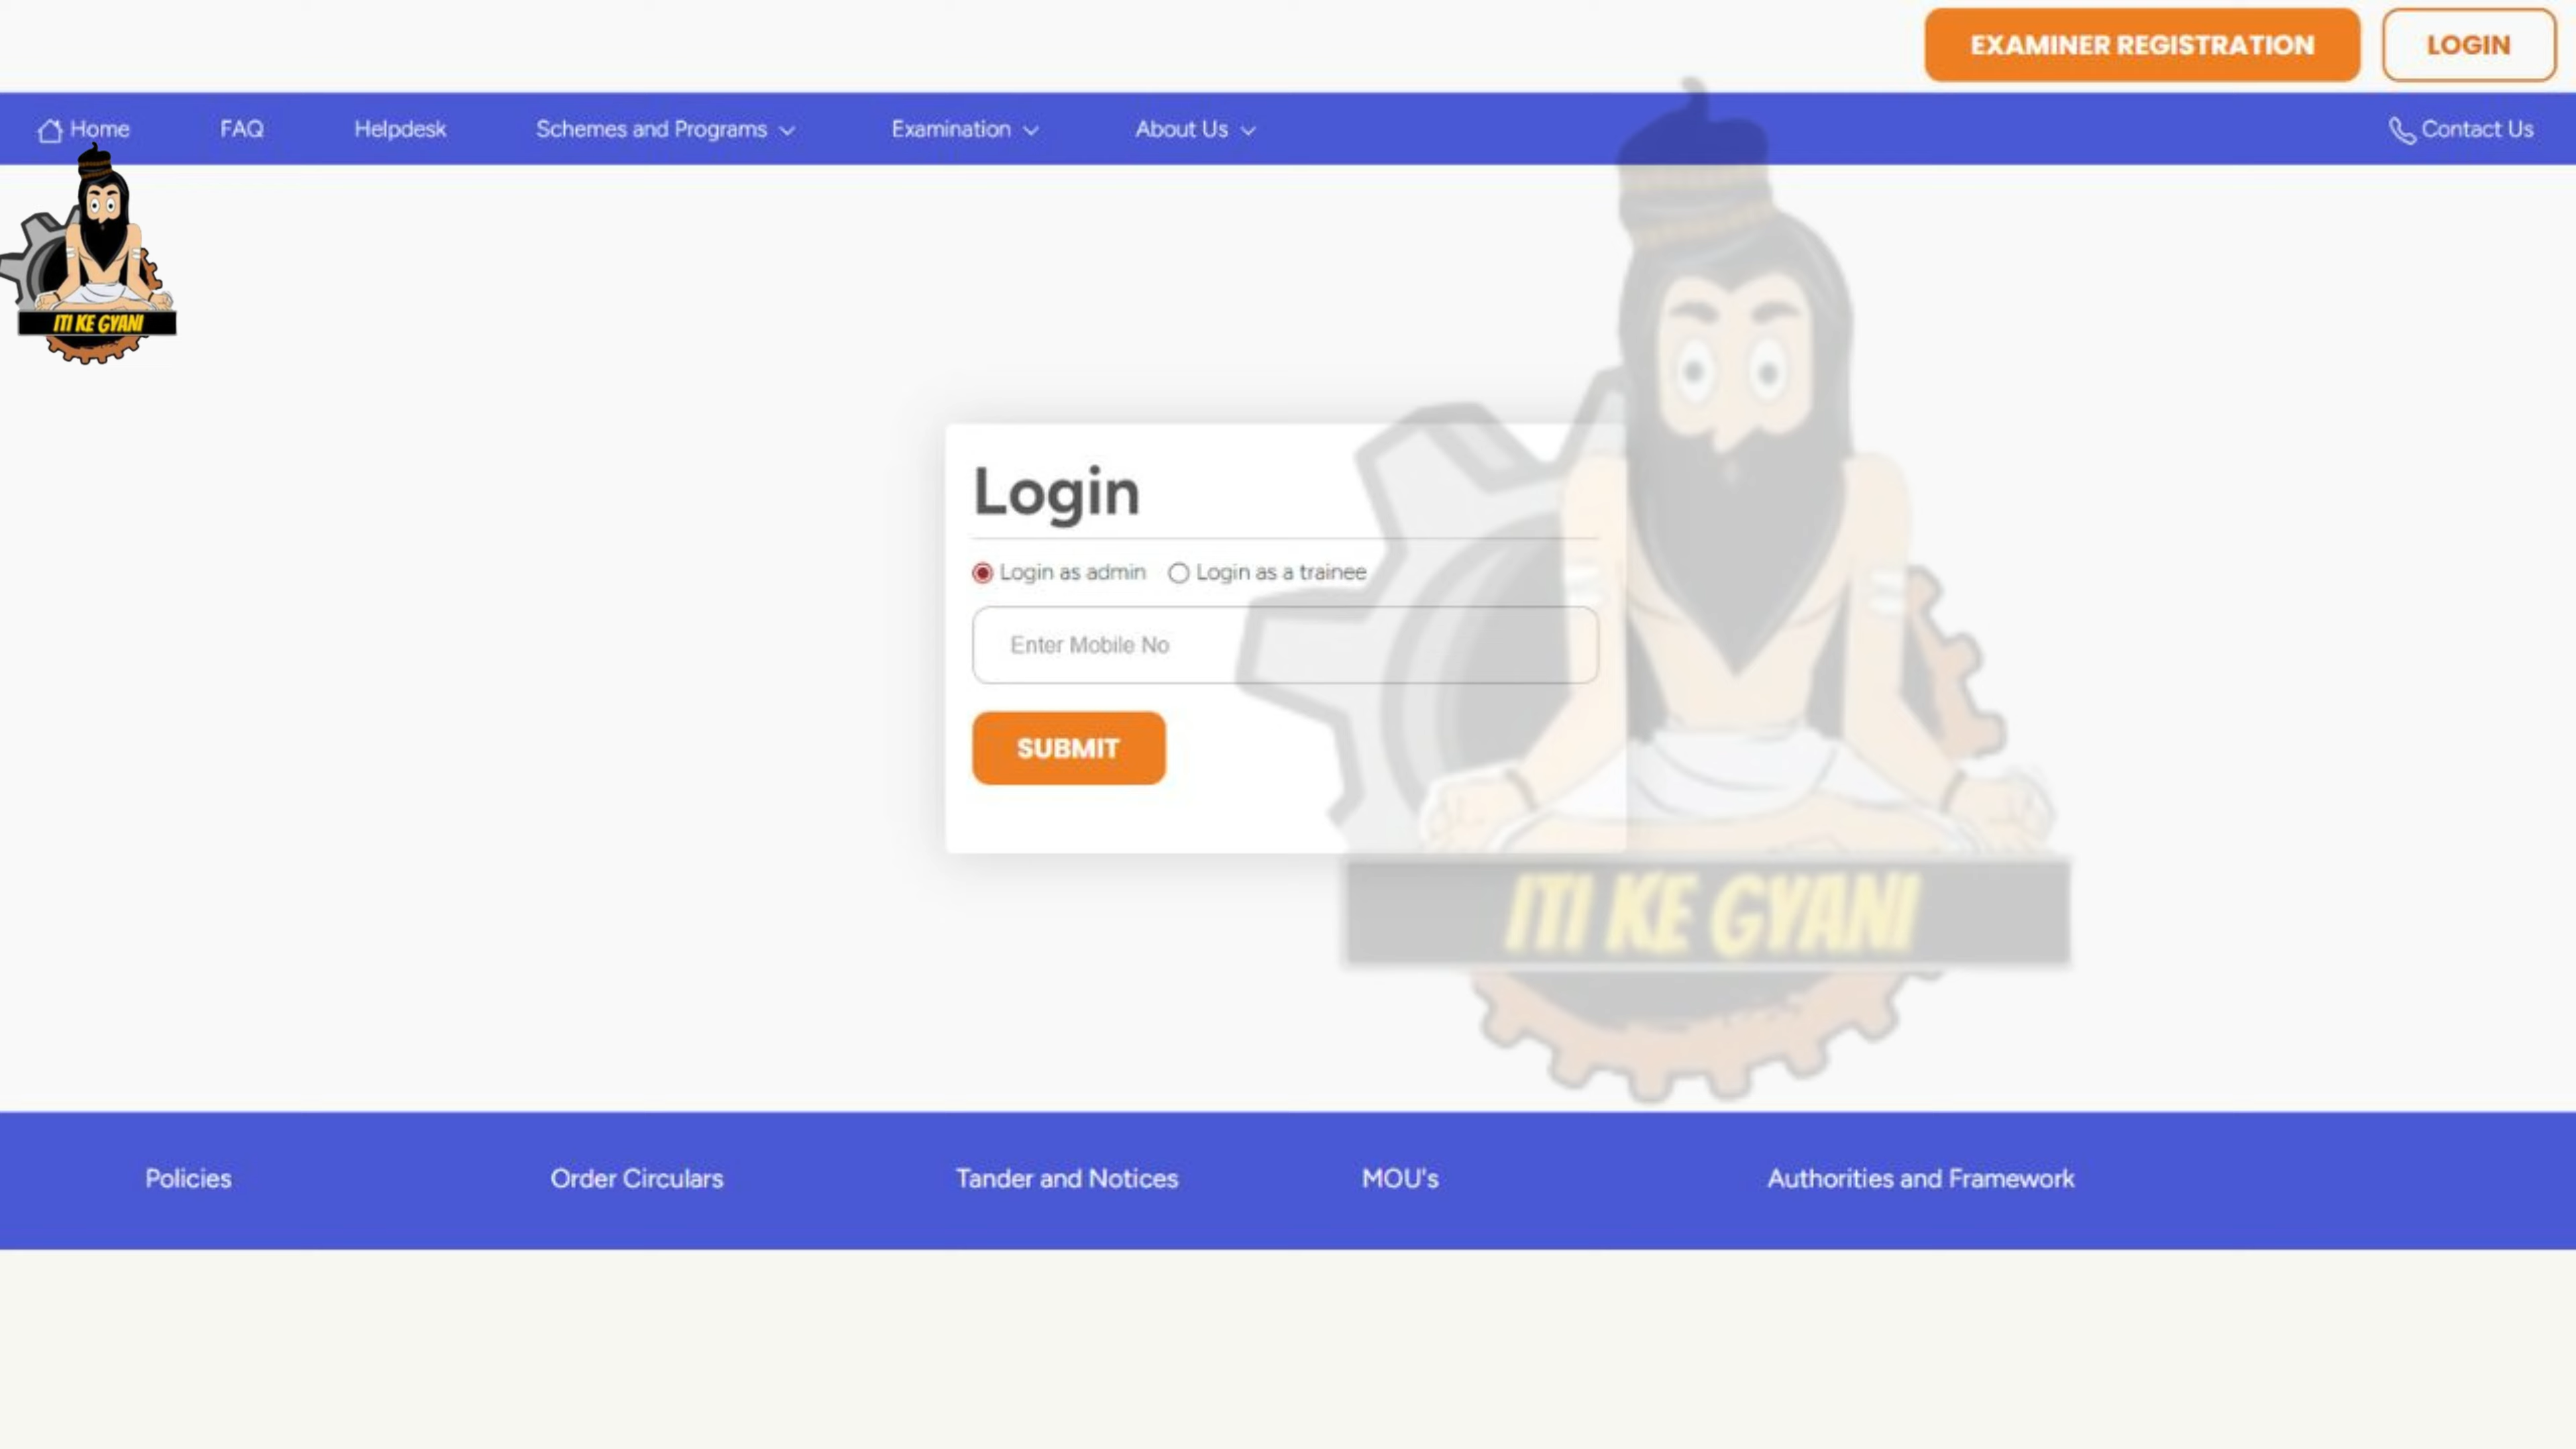 EXAMINER REGISTRATION LOGIN
Home FAQ Helpdesk Schemes and Programs Examination About Us Contact Us
ITI KE GYANI
Login
Login as admin Login as a trainee
Enter Mobile No
SUBMIT
ITI KE GYANI
Policies Order Circulars Tander and Notices MOU's Authorities and Framework